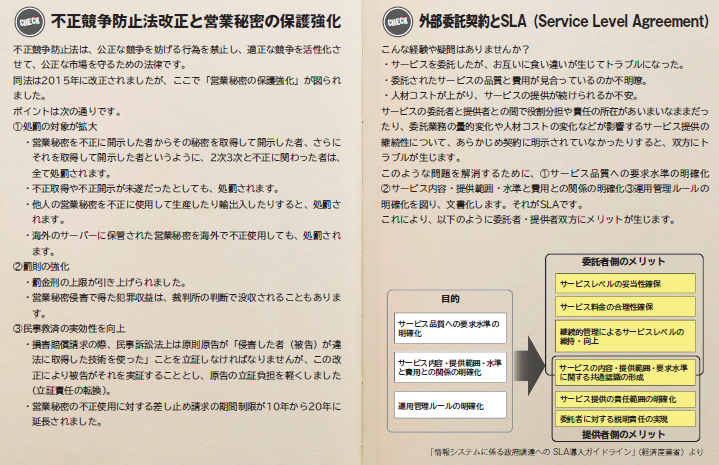 CHECK
不正競争防止法改正と営業秘密の保護強化
不正競争防止法は、公正な競争を妨げる行為を禁止し、適正な競争を活性化さ
せて、公正な市場を守るための法律です。
同法は2015年に改正されましたが、ここで「営業秘密の保護強化」が図られ
ました。
ポイントは次の通りです。
①処罰の対象が拡大
・営業秘密を不正に開示した者からその秘密を取得して開示した者、さらに
それを取得して開示した者というように、2次3次と不正に関わった者は、
全て処罰されます。
・不正取得や不正開示が未遂だったとしても、処罰されます。
・他人の営業秘密を不正に使用して生産したり輸出入したりすると、処罰さ
れます。
・海外のサーバーに保管された営業秘密を海外で不正使用しても、処罰され
ます。
②罰則の強化
・罰金刑の上限が引き上げられました。
・営業秘密侵害で得た犯罪収益は、裁判所の判断で没収されることもありま
す。
③民事救済の実効性を向上
・損害賠償請求の際、民事訴訟法上は原則原告が「侵害した者（被告）が違
法に取得した技術を使った」ことを立証しなければなりませんが、この改
正により被告がそれを実証することとし、原告の立証負担を軽くしました
（立証責任の転換）。
・営業秘密の不正使用に対する差し止め請求の期間制限が10年から20年に
延長されました。
CHECK
外部委託契約とSLA（Service Level Agreement）
こんな経験や疑問はありませんか？
・サービスを委託したが、お互いに食い違いが生じてトラブルになった。
・委託されたサービスの品質と費用が見合っているのか不明瞭。
・人材コストが上がり、サービスの提供が続けられるか不安。
サービスの委託者と提供者との間で役割分担や責任の所在があいまいなままだっ
たり、委託業務の量的変化や人材コストの変化などが影響するサービス提供の
継続性について、あらかじめ契約に明示されていなかったりすると、双方にト
ラブルが生じます。
このような問題を解消するために、①サービス品質への要求水準の明確化
②サービス内容・提供範囲・水準と費用との関係の明確化③運用管理ルールの
明確化を図り、文書化します。それがSLAです。
これにより、以下のように委託者・提供者双方にメリットが生じます。
目的
サービス品質への要求水準の
明確化
サービス内容・提供範囲・水準
と費用との関係の明確化
運用管理ルールの明確化
委託者側のメリット
サービスレベルの妥当性確保
サービス料金の合理性確保
継続的管理によるサービスレベルの
維持・向上
サービスの内容・提供範囲・要求水準
に関する共通認識の形成
サービス提供の責任範囲の明確化
委託者に対する説明責任の実現
提供者側のメリット
「情報システムに係る政府調達への SLA導入ガイドライン」（経済産業省）より